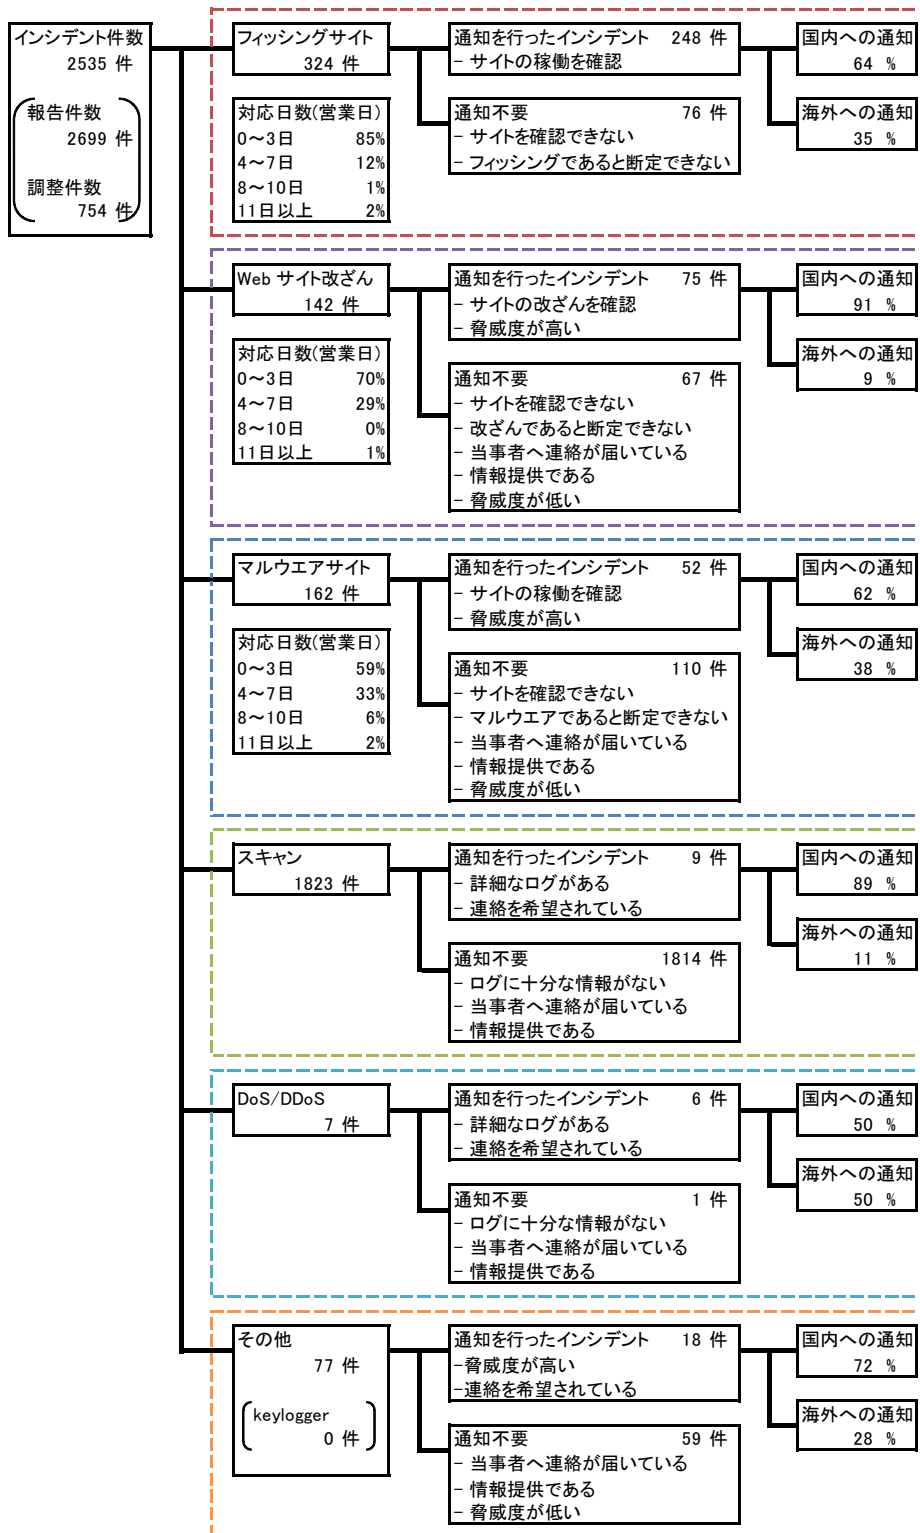 インシデント件数
2535 件
報告件数
2699 件
調整件数
754 件
フィッシングサイト
324 件
対応日数(営業日)
0～3日 85%
4～7日 12%
8～10日 1%
11日以上 2%
通知を行ったインシデント 248 件
- サイトの稼働を確認
通知不要 76 件
- サイトを確認できない
- フィッシングであると断定できない
国内への通知
64 %
海外への通知
35 %
Web サイト改ざん
142 件
対応日数(営業日)
0～3日 70%
4～7日 29%
8～10日 0%
11日以上 1%
通知を行ったインシデント 75 件
- サイトの改ざんを確認
- 脅威度が高い
通知不要 67 件
- サイトを確認できない
- 改ざんであると断定できない
- 当事者へ連絡が届いている
- 情報提供である
- 脅威度が低い
国内への通知
91 %
海外への通知
9 %
マルウエアサイト
162 件
対応日数(営業日)
0～3日 59%
4～7日 33%
8～10日 6%
11日以上 2%
通知を行ったインシデント 52 件
- サイトの稼働を確認
- 脅威度が高い
通知不要 110 件
- サイトを確認できない
- マルウエアであると断定できない
- 当事者へ連絡が届いている
- 情報提供である
- 脅威度が低い
国内への通知
62 %
海外への通知
38 %
スキャン
1823 件
通知を行ったインシデント 9 件
- 詳細なログがある
- 連絡を希望されている
通知不要 1814 件
- ログに十分な情報がない
- 当事者へ連絡が届いている
- 情報提供である
国内への通知
89 %
海外への通知
11 %
DoS/DDoS
7 件
通知を行ったインシデント 6 件
- 詳細なログがある
- 連絡を希望されている
通知不要 1 件
- ログに十分な情報がない
- 当事者へ連絡が届いている
- 情報提供である
国内への通知
50 %
海外への通知
50 %
その他
77 件
keylogger
0 件
通知を行ったインシデント 18 件
-脅威度が高い
-連絡を希望されている
通知不要 59 件
- 当事者へ連絡が届いている
- 情報提供である
- 脅威度が低い
国内への通知
72 %
海外への通知
28 %